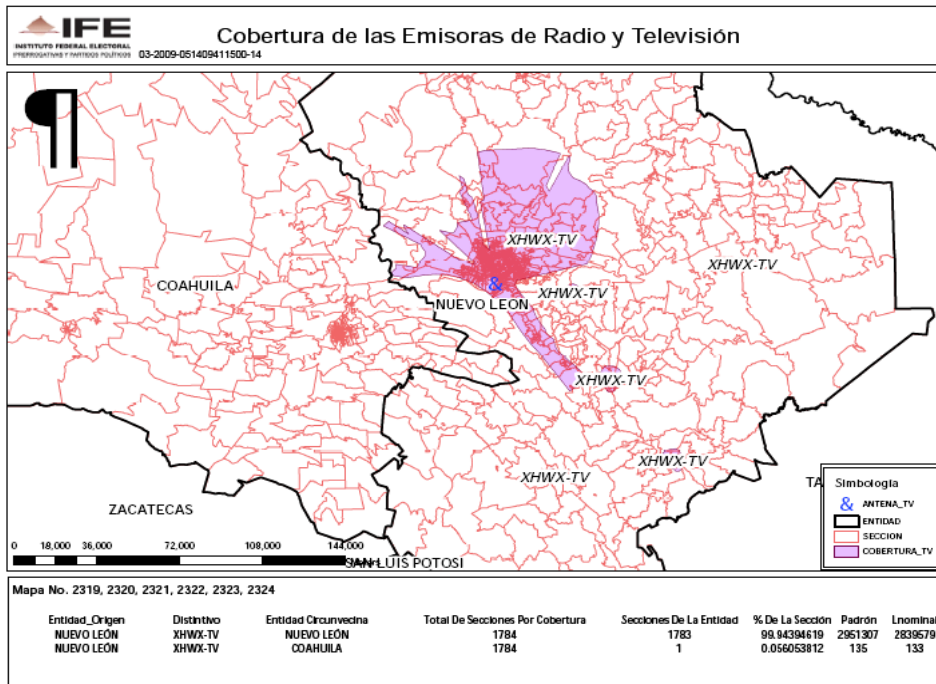 IFE
INSTITUTO FEDERAL ELECTORAL
PRERROGATIVAS Y PARTIDOS POLÍTICOS
03-2009-051409411500-14
Cobertura de las Emisoras de Radio y Televisión
¶
XHWX-TV
XHWX-TV
COAHUILA
&
XHWX-TV
NUEVO LEON
XHWX-TV
XHWX-TV
XHWX-TV
ZACATECAS
TA
Simbología
& ANTENA_TV
ENTIDAD
SECCION
COBERTURA_TV
0 18,000 36,000 72,000 108,000 144,000
SAN LUIS POTOSI
Mapa No. 2319, 2320, 2321, 2322, 2323, 2324
Entidad_Origen Distintivo Entidad Circunvecina Total De Secciones Por Cobertura Secciones De La Entidad % De La Sección Padrón Lnominal
NUEVO LEÓN XHWX-TV NUEVO LEÓN 1784 1783 99.94394619 2951307 2839579
NUEVO LEÓN XHWX-TV COAHUILA 1784 1 0.056053812 135 133